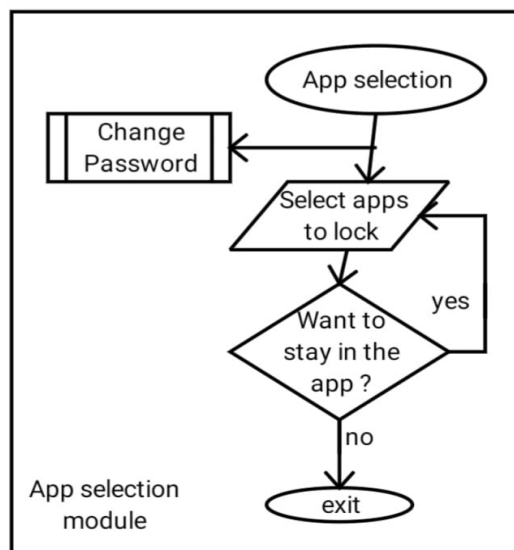 App selection
Change
Password
Select apps
to lock
yes
Want to
stay in the
app ?
no
exit
App selection
module